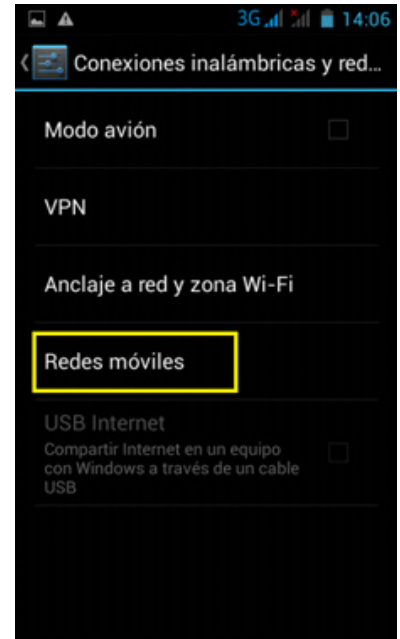 3G 14:06
Conexiones inalámbricas y red...
Modo avión
VPN
Anclaje a red y zona Wi-Fi
Redes móviles
USB Internet
Compartir Internet en un equipo
con Windows a través de un cable
USB